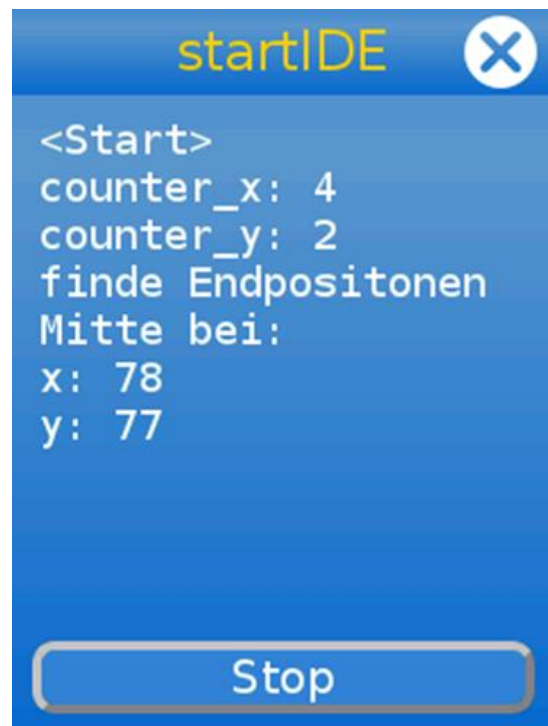 startIDE
<Start>
counter_x: 4
counter_y: 2
finde Endpositonen
Mitte bei:
x: 78
y: 77
Stop